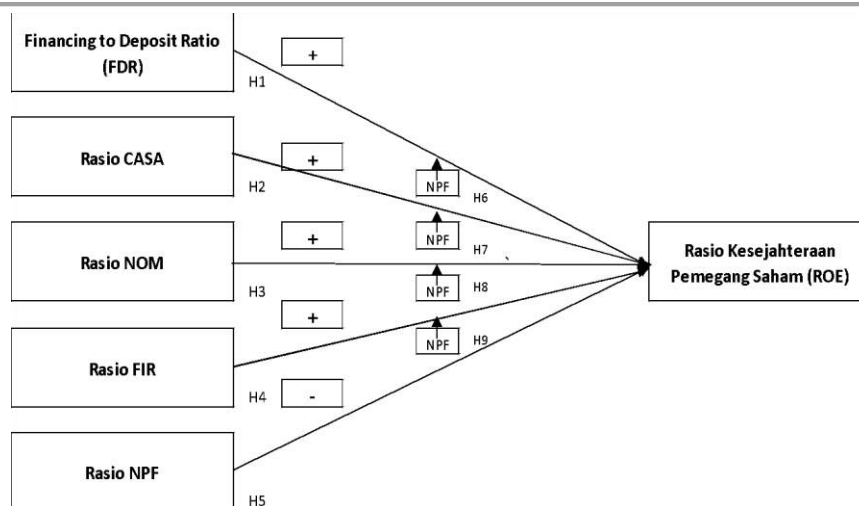 Financing to Deposit Ratio
(FDR)
+
H1
Rasio CASA
+
H2
NPF
H6
Rasio NOM
+
H3
NPF
H7
Rasio Kesejahteraan
Pemegang Saham (ROE)
NPF
H8
Rasio FIR
+
H4
NPF
H9
-
Rasio NPF
H5